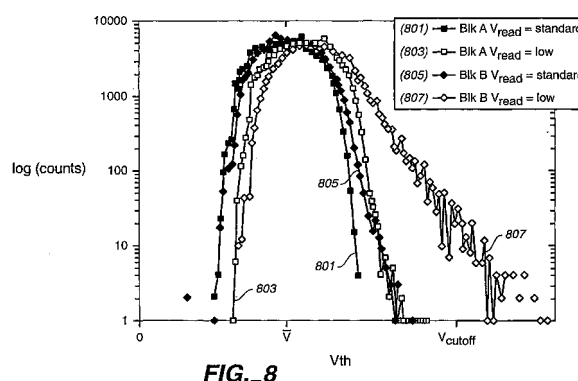 10000
1000
100
10
1
log (counts)
(801) Blk A Vread = standard
(803) Blk A Vread = low
(805) Blk B Vread = standard
(807) Blk B Vread = low
805
807
801
803
0
V̄
Vcutoff
Vth
FIG._8